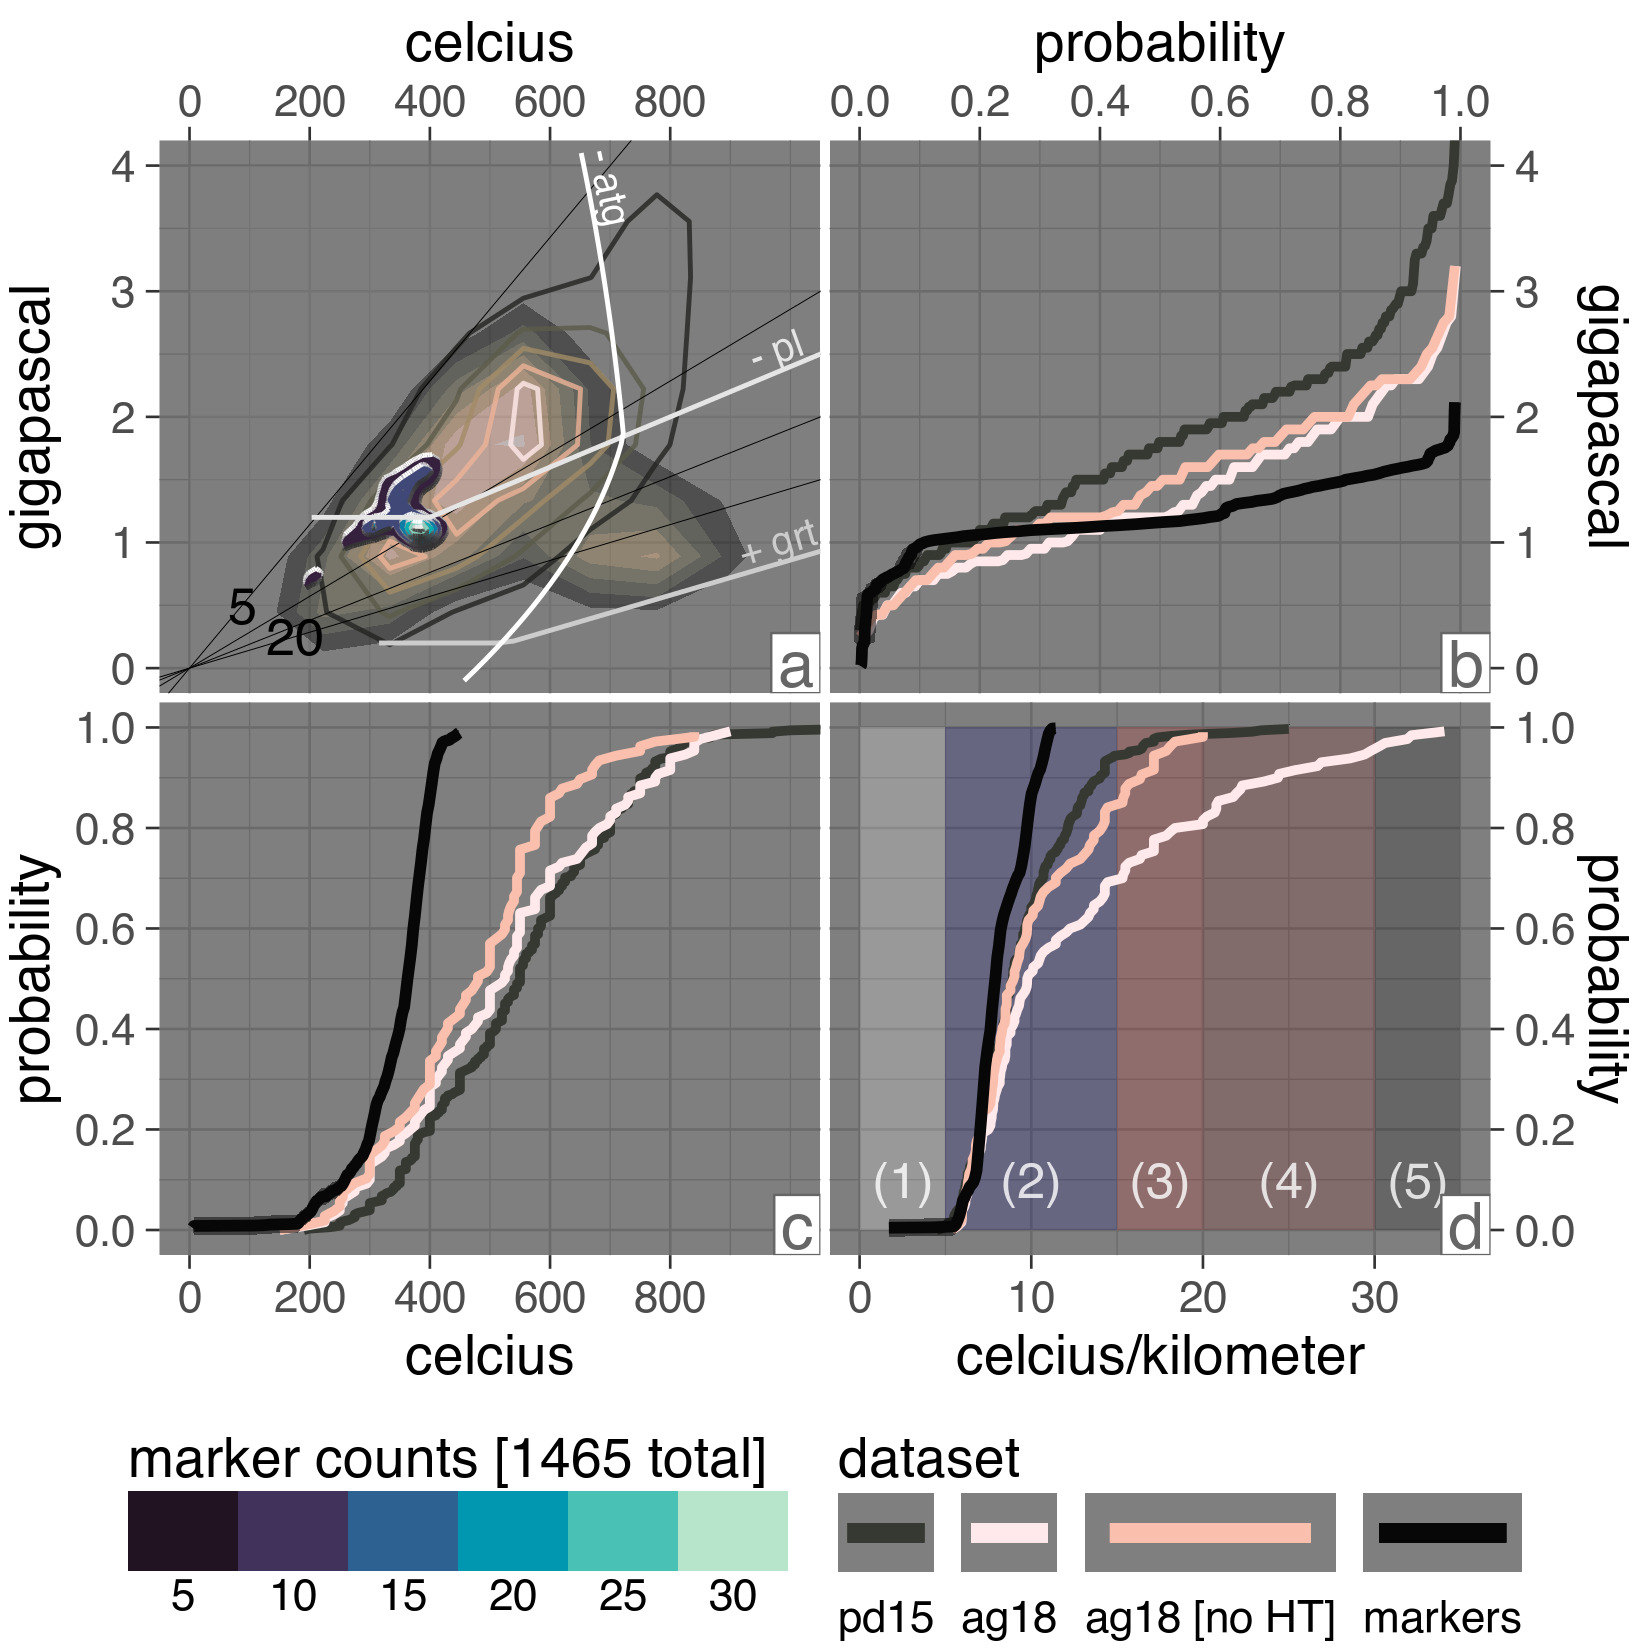 celcius
probability
0 200 400 600 800
0.0 0.2 0.4 0.6 0.8 1.0
gigapascal
4
3
2
1
0
- atg
- pl
+ grt
5
20
a
b
4
3
2
1
0
gigapascal
probability
1.0
0.8
0.6
0.4
0.2
0.0
c
(1) (2) (3) (4) (5)
d
1.0
0.8
0.6
0.4
0.2
0.0
probability
0 200 400 600 800
0 10 20 30
celcius
celcius/kilometer
marker counts [1465 total]
5 10 15 20 25 30
dataset
pd15 ag18 ag18 [no HT] markers